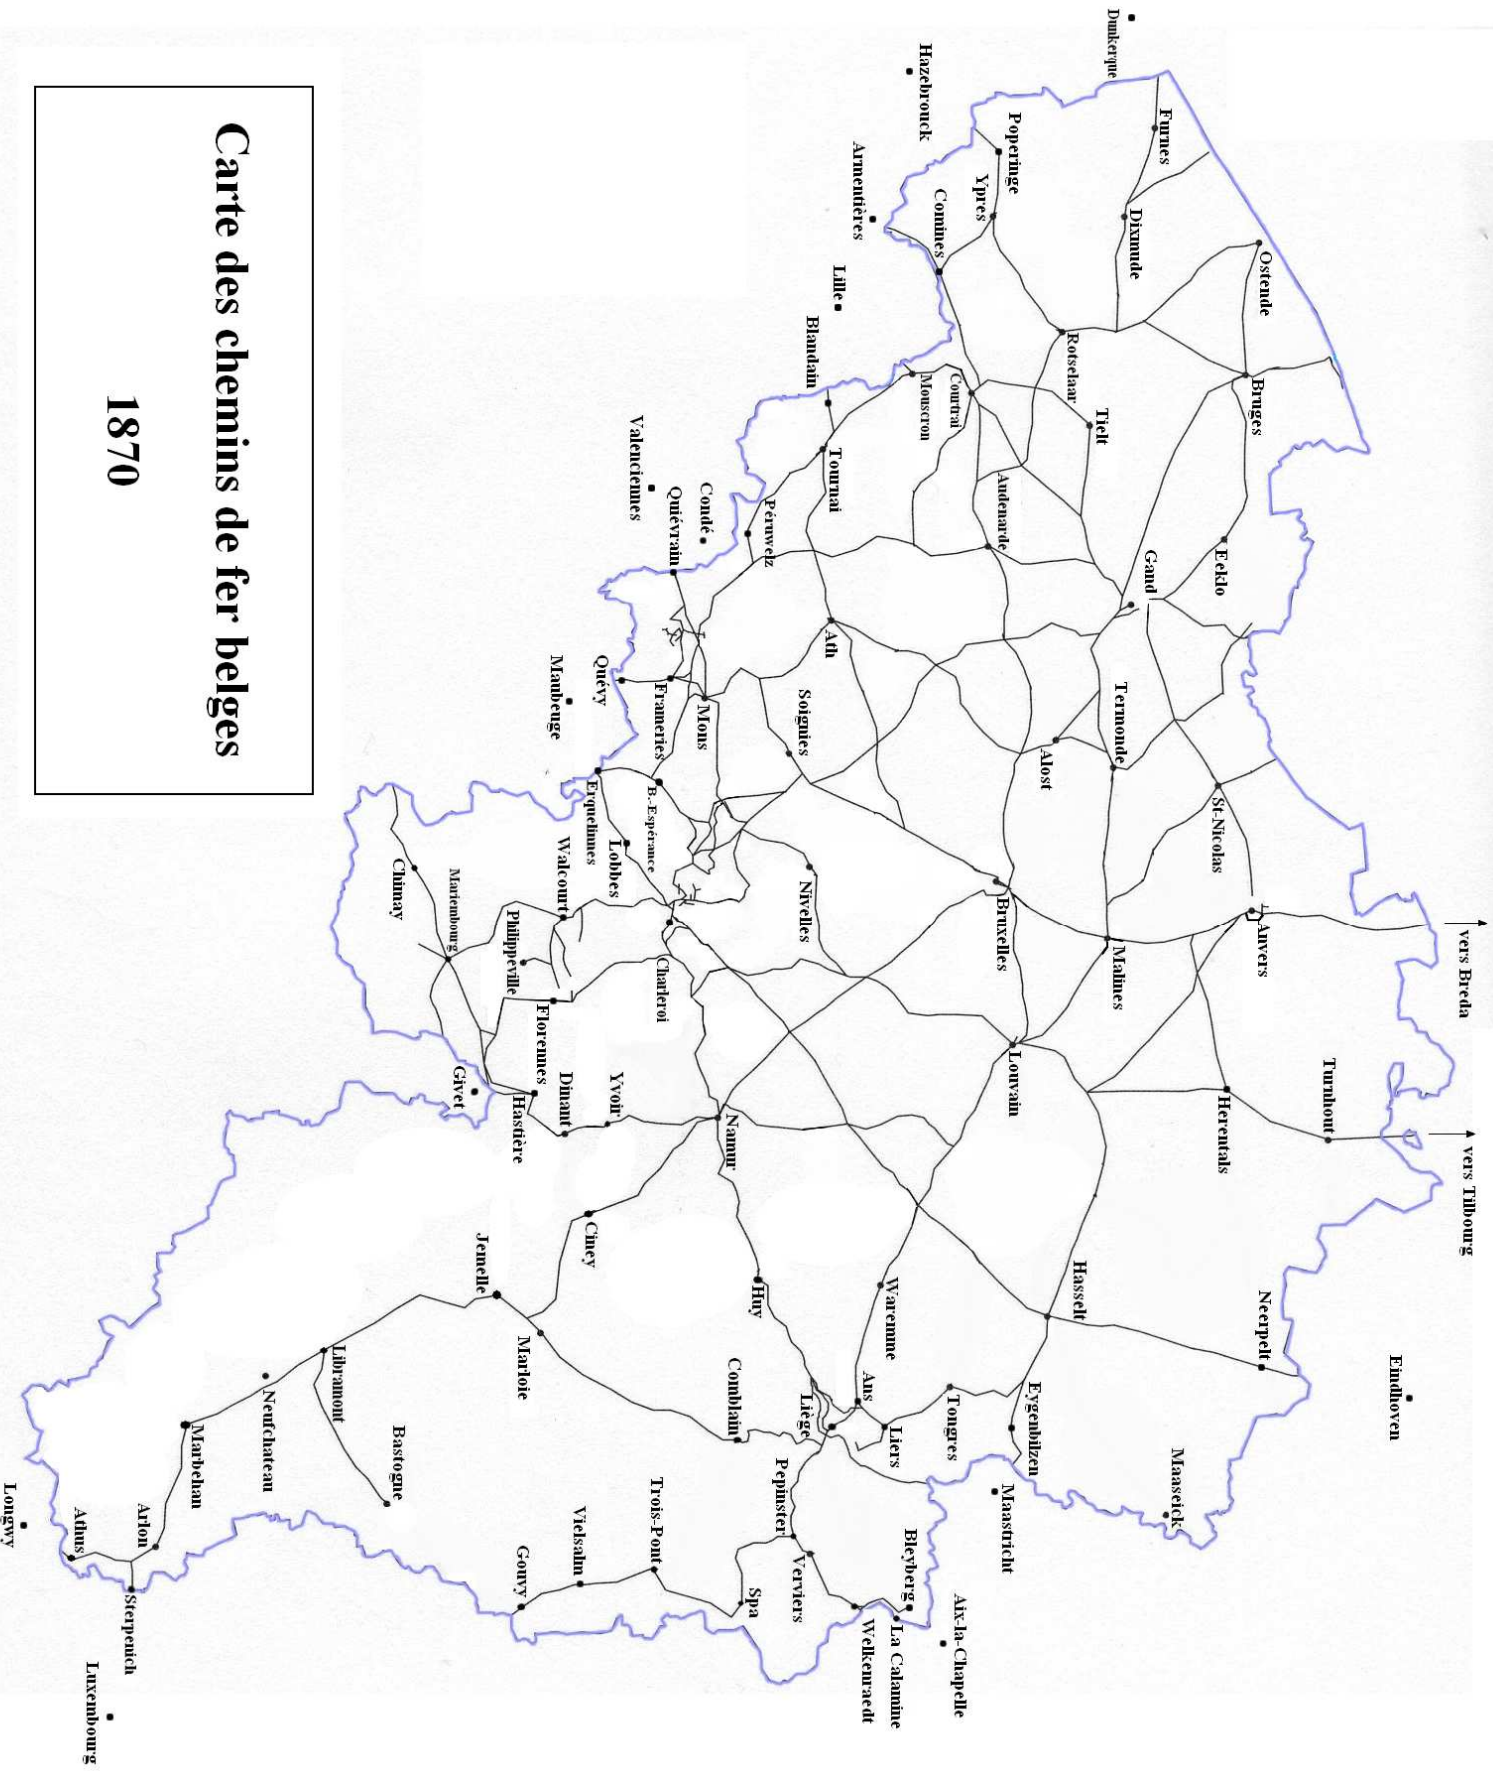 Carte des chemins de fer belges
1870
vers Breda
vers Tilbourg
Dunkerque
Furnes
Hazebrouck
Poperinge
Ypres
Armentières
Comines
Dixmude
Ostende
Lille
Blandain
Rotselaar
Courtrai
Mouscron
Tielt
Bruges
Valenciennes
Condé
Quiévrain
Tournai
Péruwelz
Audenarde
Gand
Eeklo
Maubeuge
Quévy
Frameries
Mons
Ath
Soignies
Termonde
Alost
St-Nicolas
Erquelinnes
Lobbes
B.-Espérance
Walcourt
Chimay
Mariembourg
Philippeville
Charleroi
Nivelles
Bruxelles
Malines
Anvers
Florennes
Givet
Hastière
Dinant
Yvoir
Namur
Louvain
Herentals
Turnhout
Ciney
Jemelle
Marloie
Huy
Waremme
Hasselt
Neerpelt
Eindhoven
Comblain
Liège
Ans
Liers
Tongres
Eygenbilzen
Maastricht
Maaseick
Libramont
Neufchateau
Bastogne
Marbehan
Arlon
Athus
Longwy
Sterpenich
Luxembourg
Gouvy
Vielsalm
Trois-Pont
Pepinster
Spa
Verviers
Bleyberg
Welkenraedt
La Calamine
Aix-la-Chapelle